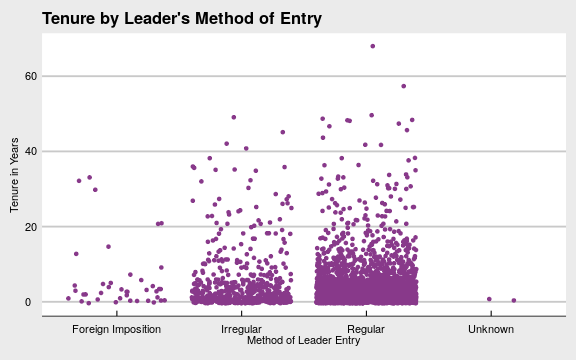 Tenure by Leader's Method of Entry
Tenure in Years
60
40
20
0
Foreign Imposition
Irregular
Regular
Unknown
Method of Leader Entry